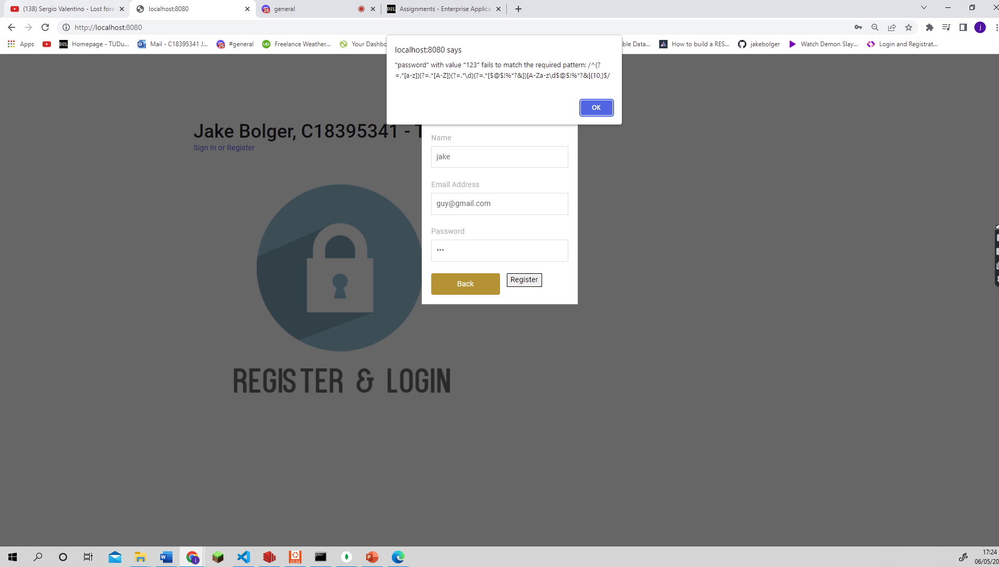 (138) Sergio Valentino - Lost fore
localhost:8080
general
Assignments - Enterprise Applica
http://localhost:8080
j
Apps
Homepage - TUDu...
Mail - C18395341 J...
#general
Freelance Weather...
Your Dashbo
ble Data...
How to build a RES...
jakebolger
Watch Demon Slay...
Login and Registrat...
localhost:8080 says
"password" with value "123" fails to match the required pattern: /^(?
=.*[a-z])(?=.*[A-Z])(?=.*\d)(?=.*[$@$!%*?&])[A-Za-z\d$@$!%*?&]{10,}$/
OK
Jake Bolger, C18395341 - T
Sign In or Register
Name
jake
Email Address
guy@gmail.com
Password
Back
Register
REGISTER & LOGIN
20.04
17:24
06/05/20